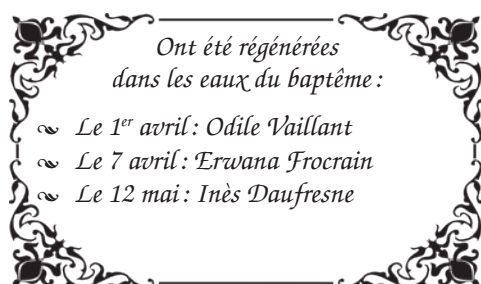 Ont été régénérées
dans les eaux du baptême :
Le 1er avril : Odile Vaillant
Le 7 avril : Erwana Frocrain
Le 12 mai : Inès Daufresne